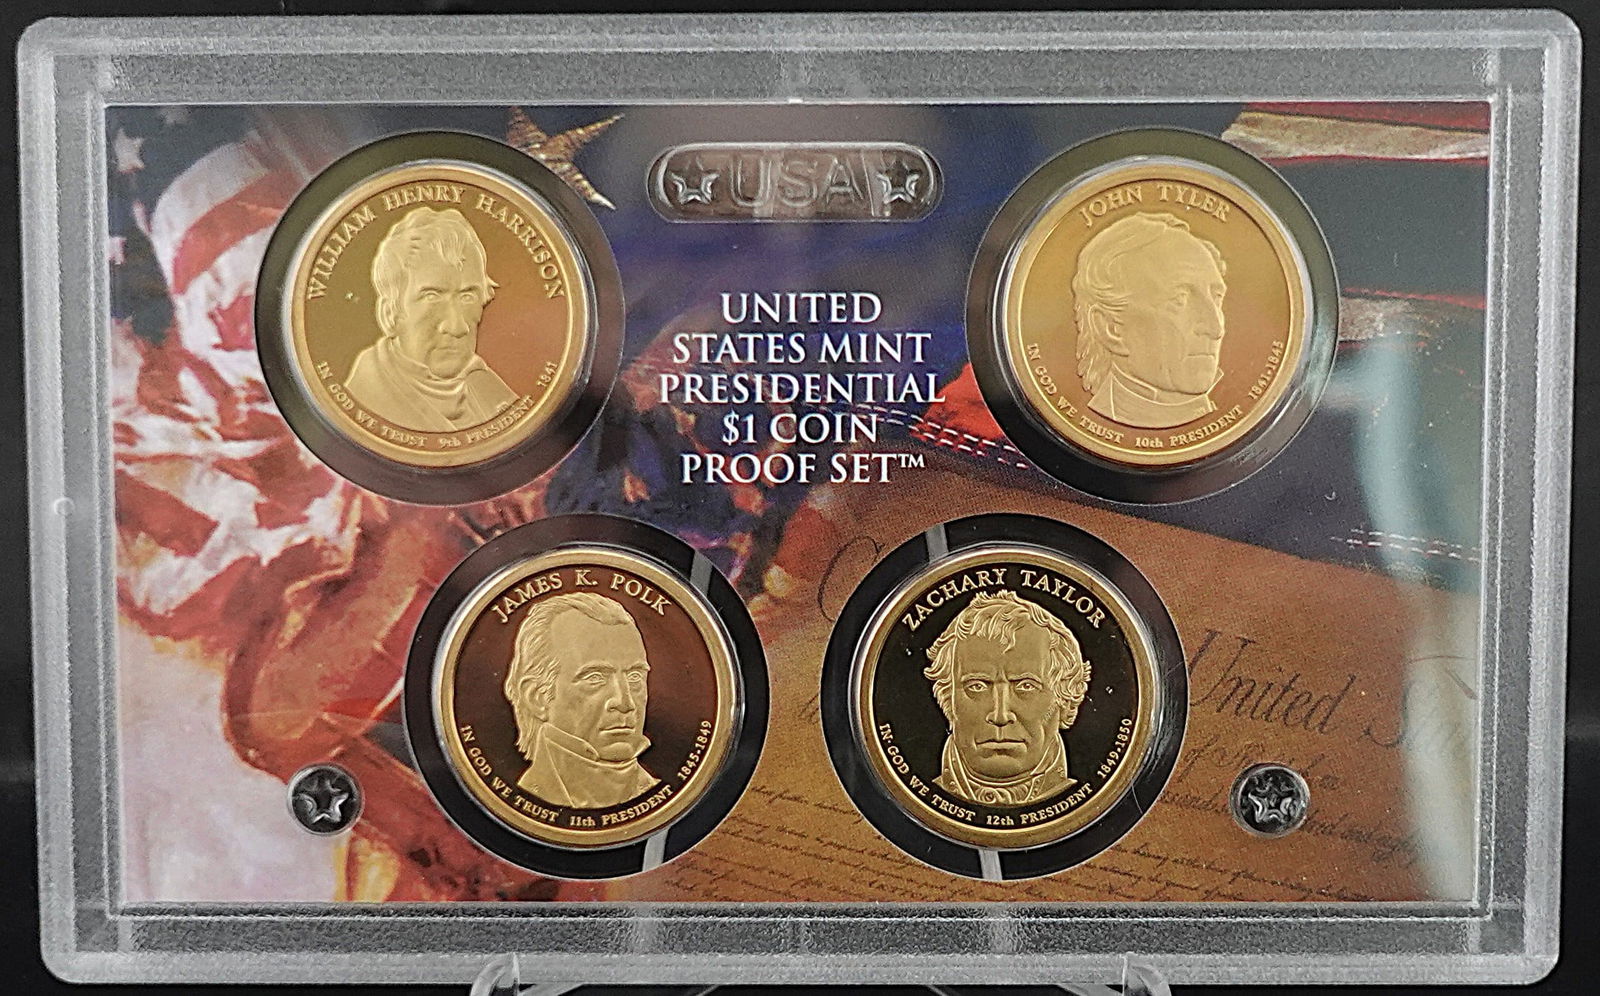 USA
WILLIAM HENRY HARRISON
IN GOD WE TRUST 9th PRESIDENT 1841
JOHN TYLER
IN GOD WE TRUST 10th PRESIDENT 1841-1845
UNITED
STATES MINT
PRESIDENTIAL
$1 COIN
PROOF SET™
JAMES K. POLK
IN GOD WE TRUST 11th PRESIDENT 1845-1849
ZACHARY TAYLOR
IN GOD WE TRUST 12th PRESIDENT 1849-1850
United